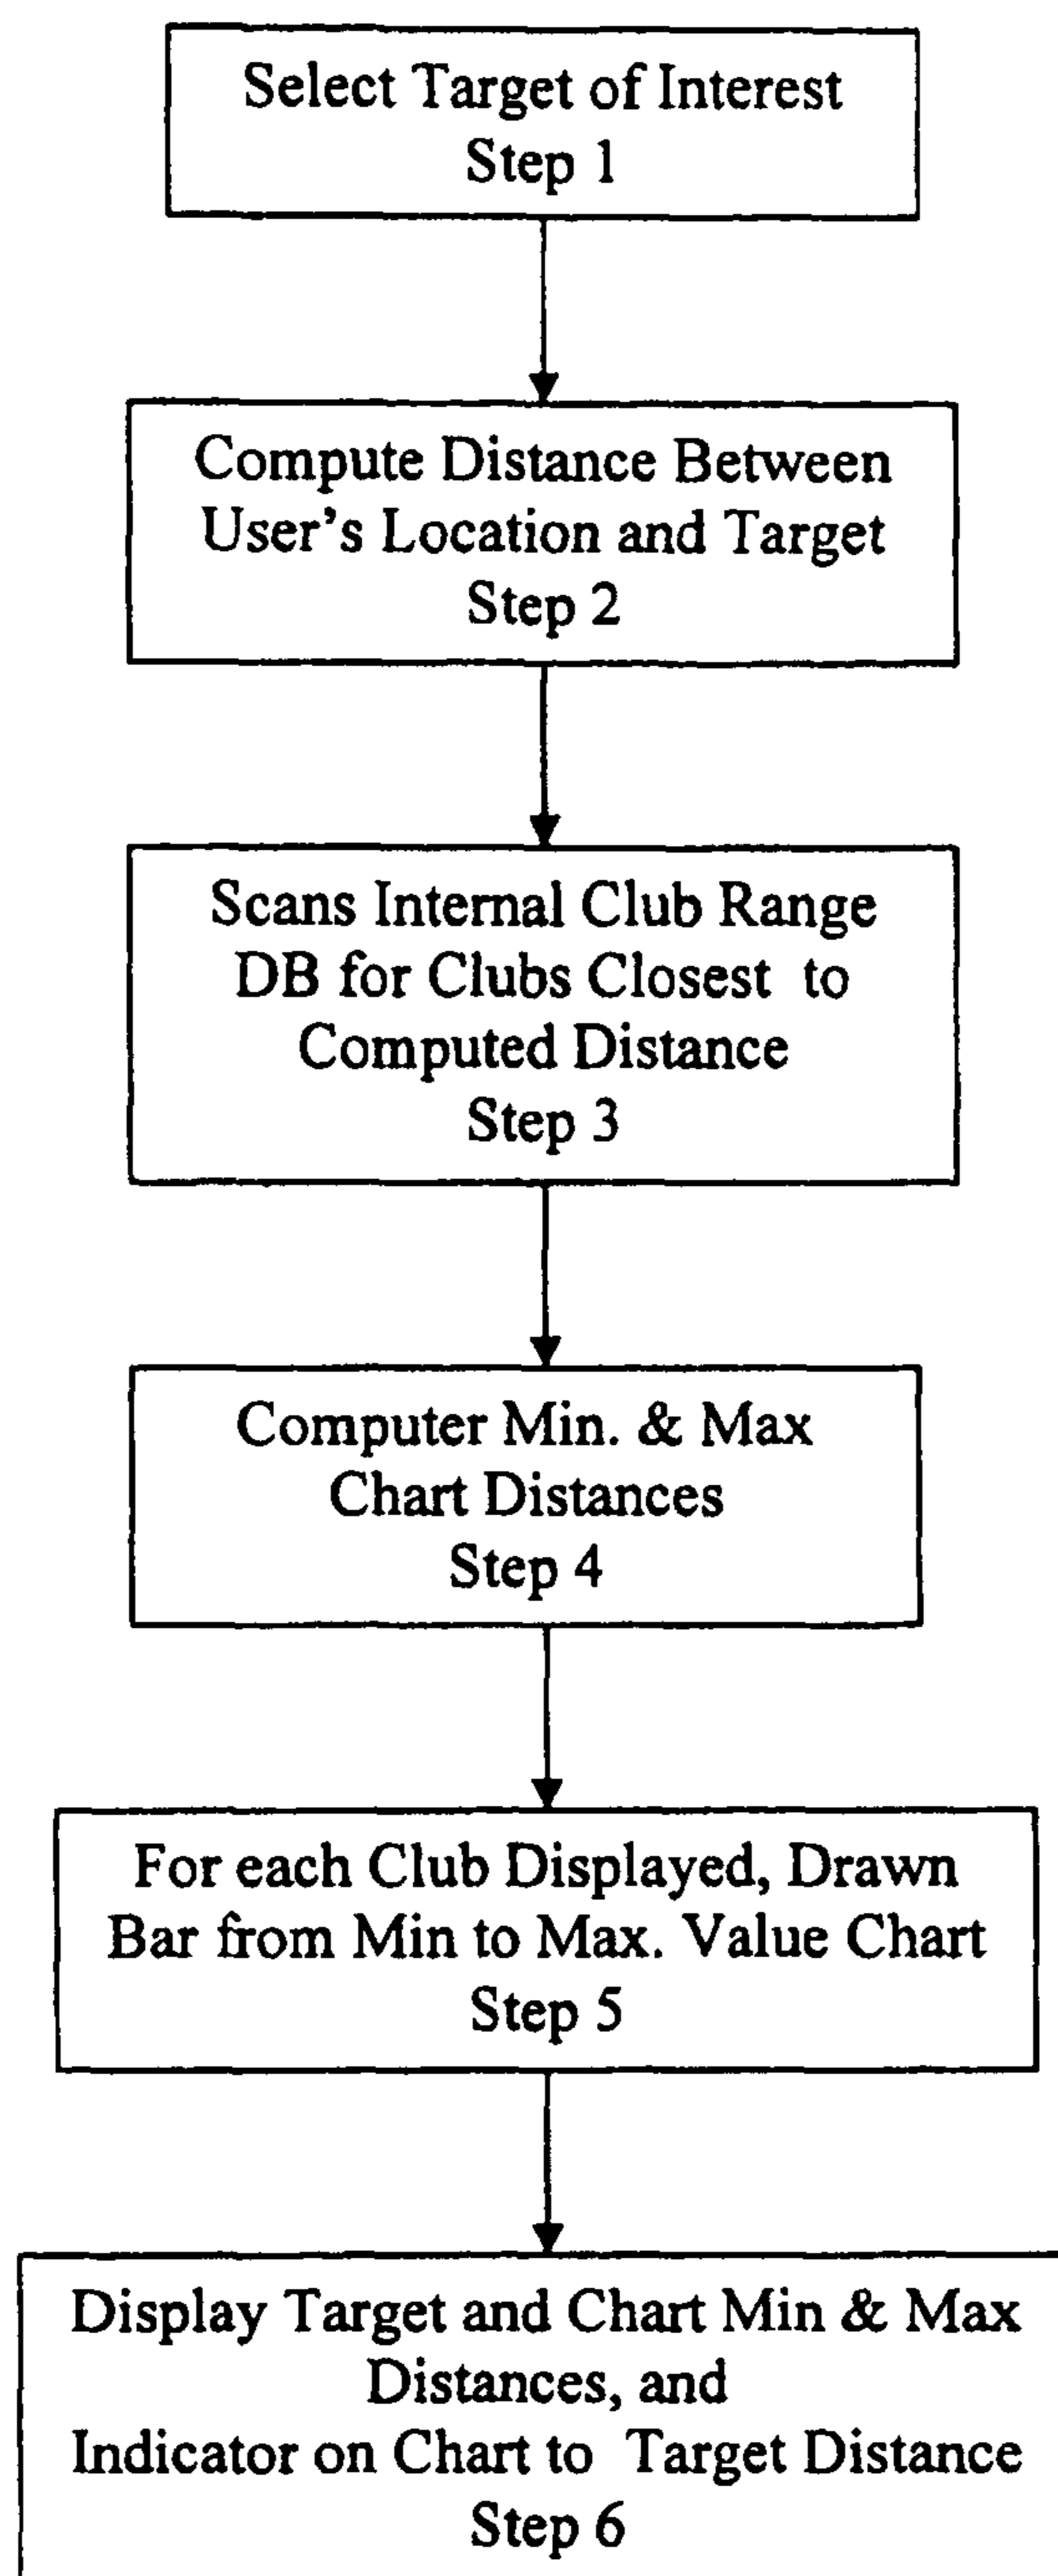 Select Target of Interest
Step 1
Compute Distance Between
User's Location and Target
Step 2
Scans Internal Club Range
DB for Clubs Closest to
Computed Distance
Step 3
Computer Min. & Max
Chart Distances
Step 4
For each Club Displayed, Drawn
Bar from Min to Max. Value Chart
Step 5
Display Target and Chart Min & Max
Distances, and
Indicator on Chart to Target Distance
Step 6